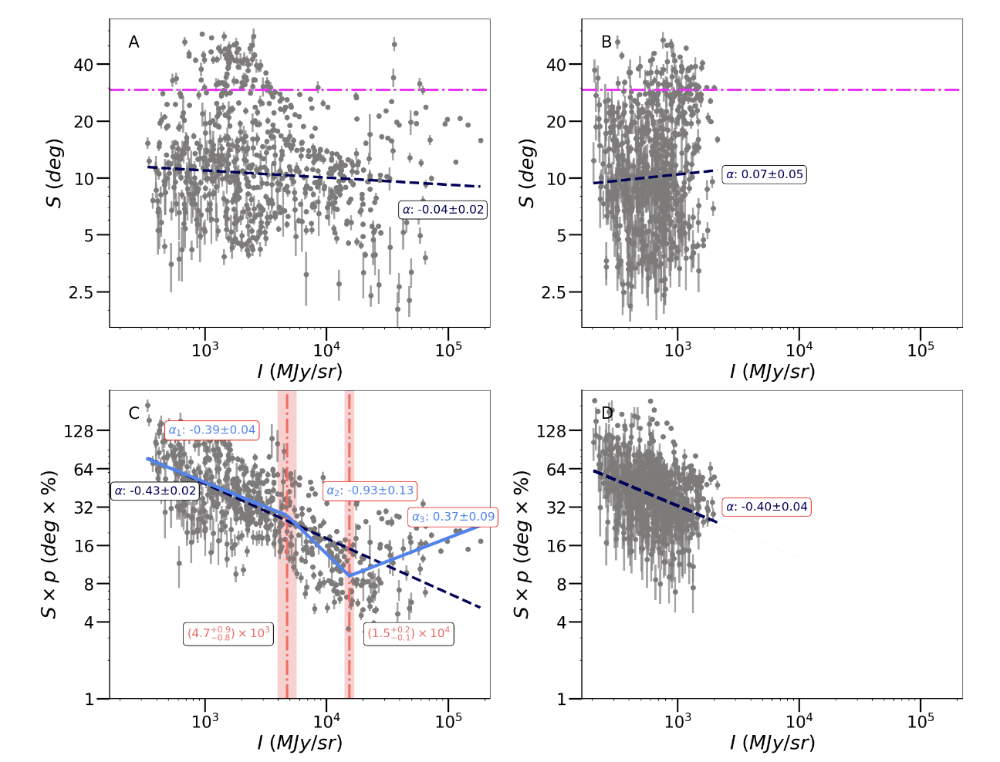 A
40
20
10
5
2.5
S (deg)
α: -0.04±0.02
10³
10⁴
10⁵
I (MJy/sr)
B
40
20
10
5
2.5
S (deg)
α: 0.07±0.05
10³
10⁴
10⁵
I (MJy/sr)
C
128
64
32
16
8
4
1
S × p (deg × %)
α₁: -0.39±0.04
α: -0.43±0.02
α₂: -0.93±0.13
α₃: 0.37±0.09
(4.7⁺⁰·⁹₋₀.₈) × 10³
(1.5⁺⁰·²₋₀.₁) × 10⁴
10³
10⁴
10⁵
I (MJy/sr)
D
128
64
32
16
8
4
1
S × p (deg × %)
α: -0.40±0.04
10³
10⁴
10⁵
I (MJy/sr)